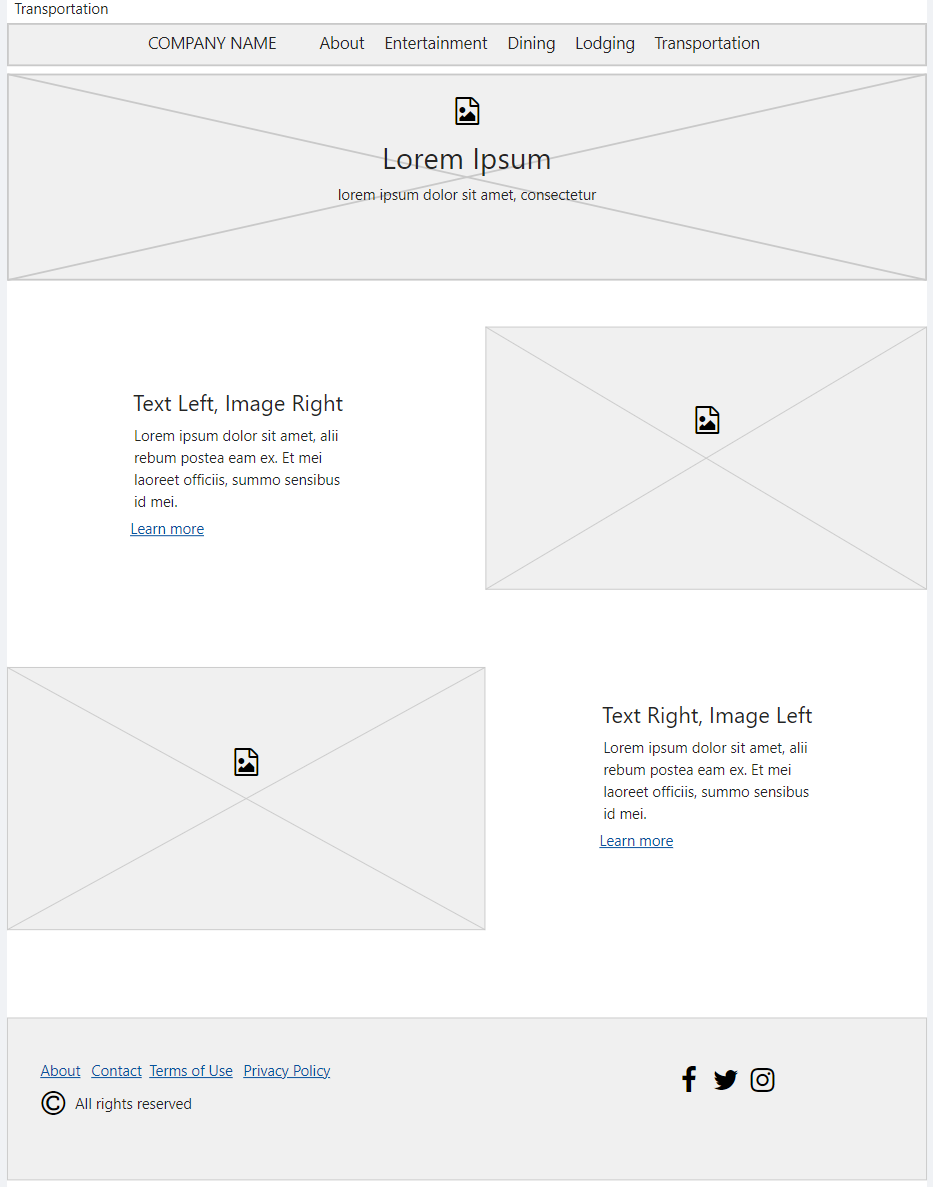 Transportation
COMPANY NAME About Entertainment Dining Lodging Transportation
Lorem Ipsum
lorem ipsum dolor sit amet, consectetur
Text Left, Image Right
Lorem ipsum dolor sit amet, alii
rebum postea eam ex. Et mei
laoreet officiis, summo sensibus
id mei.
Learn more
Text Right, Image Left
Lorem ipsum dolor sit amet, alii
rebum postea eam ex. Et mei
laoreet officiis, summo sensibus
id mei.
Learn more
About Contact Terms of Use Privacy Policy
© All rights reserved